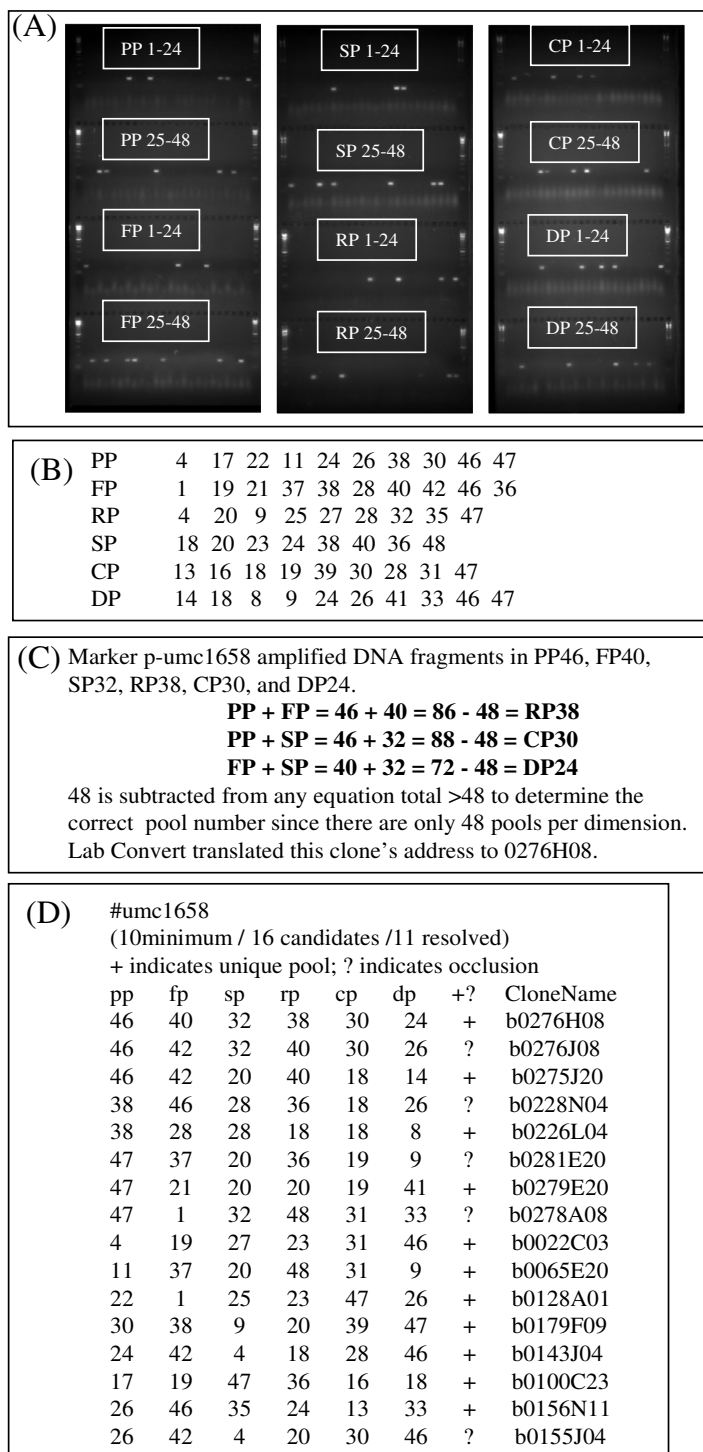 (A)
PP 1-24
SP 1-24
CP 1-24
PP 25-48
SP 25-48
CP 25-48
FP 1-24
RP 1-24
DP 1-24
FP 25-48
RP 25-48
DP 25-48
(B)
PP 4 17 22 11 24 26 38 30 46 47
FP 1 19 21 37 38 28 40 42 46 36
RP 4 20 9 25 27 28 32 35 47
SP 18 20 23 24 38 40 36 48
CP 13 16 18 19 39 30 28 31 47
DP 14 18 8 9 24 26 41 33 46 47
(C) Marker p-umc1658 amplified DNA fragments in PP46, FP40,
SP32, RP38, CP30, and DP24.
PP + FP = 46 + 40 = 86 - 48 = RP38
PP + SP = 46 + 32 = 88 - 48 = CP30
FP + SP = 40 + 32 = 72 - 48 = DP24
48 is subtracted from any equation total >48 to determine the
correct pool number since there are only 48 pools per dimension.
Lab Convert translated this clone's address to 0276H08.
(D) #umc1658
(10minimum / 16 candidates /11 resolved)
+ indicates unique pool; ? indicates occlusion
pp fp sp rp cp dp +? CloneName
46 40 32 38 30 24 + b0276H08
46 42 32 40 30 26 ? b0276J08
46 42 20 40 18 14 + b0275J20
38 46 28 36 18 26 ? b0228N04
38 28 28 18 18 8 + b0226L04
47 37 20 36 19 9 ? b0281E20
47 21 20 20 19 41 + b0279E20
47 1 32 48 31 33 ? b0278A08
4 19 27 23 31 46 + b0022C03
11 37 20 48 31 9 + b0065E20
22 1 25 23 47 26 + b0128A01
30 38 9 20 39 47 + b0179F09
24 42 4 18 28 46 + b0143J04
17 19 47 36 16 18 + b0100C23
26 46 35 24 13 33 + b0156N11
26 42 4 20 30 46 ? b0155J04